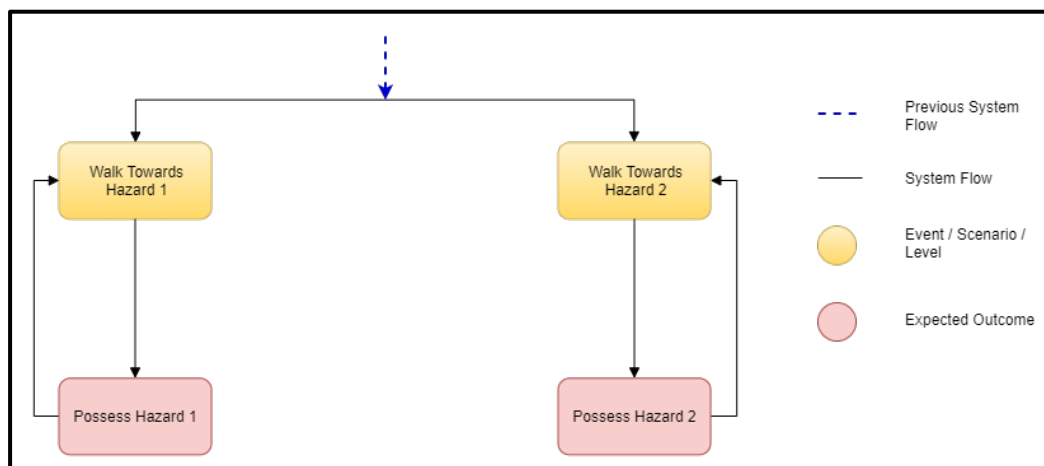 Walk Towards
Hazard 1
Walk Towards
Hazard 2
Possess Hazard 1
Possess Hazard 2
Previous System
Flow
System Flow
Event / Scenario /
Level
Expected Outcome